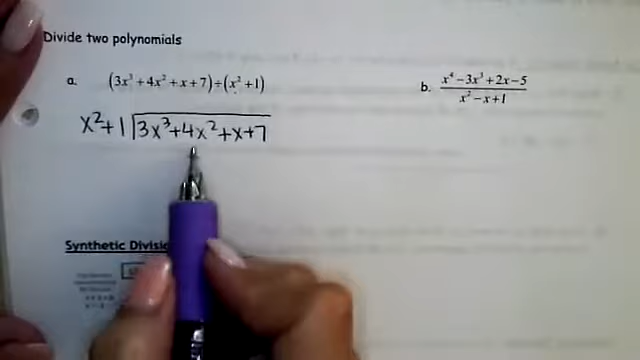 Divide two polynomials
a. (3x³ + 4x² + x + 7) ÷ (x² + 1)
b. x⁴ − 3x³ + 2x − 5
x² − x + 1
x² + 1 3x³ + 4x² + x + 7
Synthetic